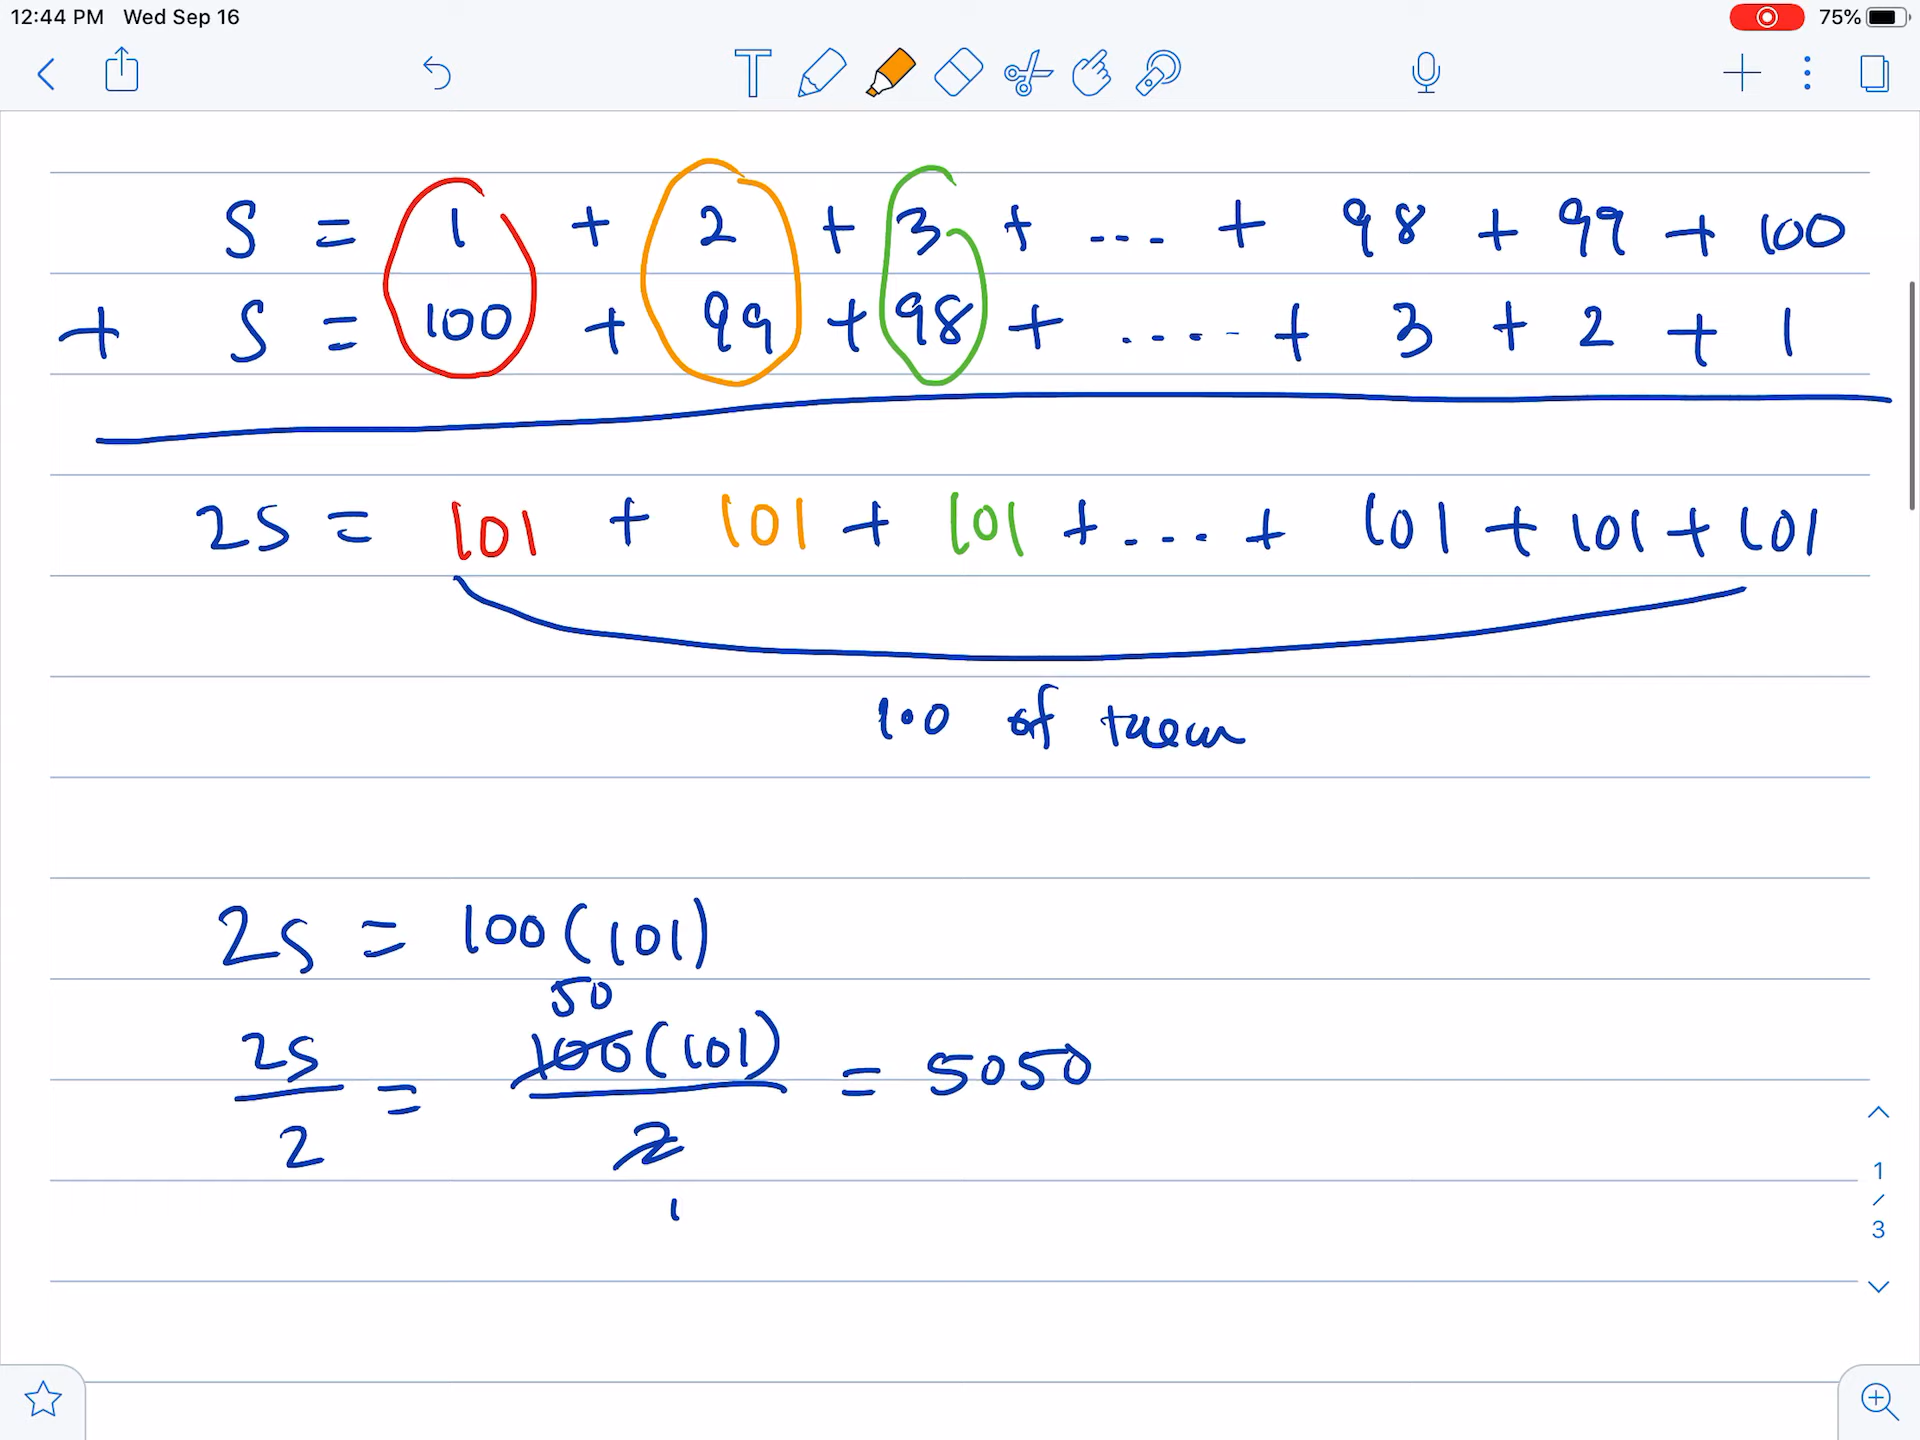 12:44 PM Wed Sep 16 75%
T
S = 1 + 2 + 3 + ... + 98 + 99 + 100
+ S = 100 + 99 + 98 + ..... + 3 + 2 + 1
2S = 101 + 101 + 101 + ... + 101 + 101 + 101
100 of them
2S = 100(101)
50
2S/2 = 100(101)/2 = 5050
1
1/3